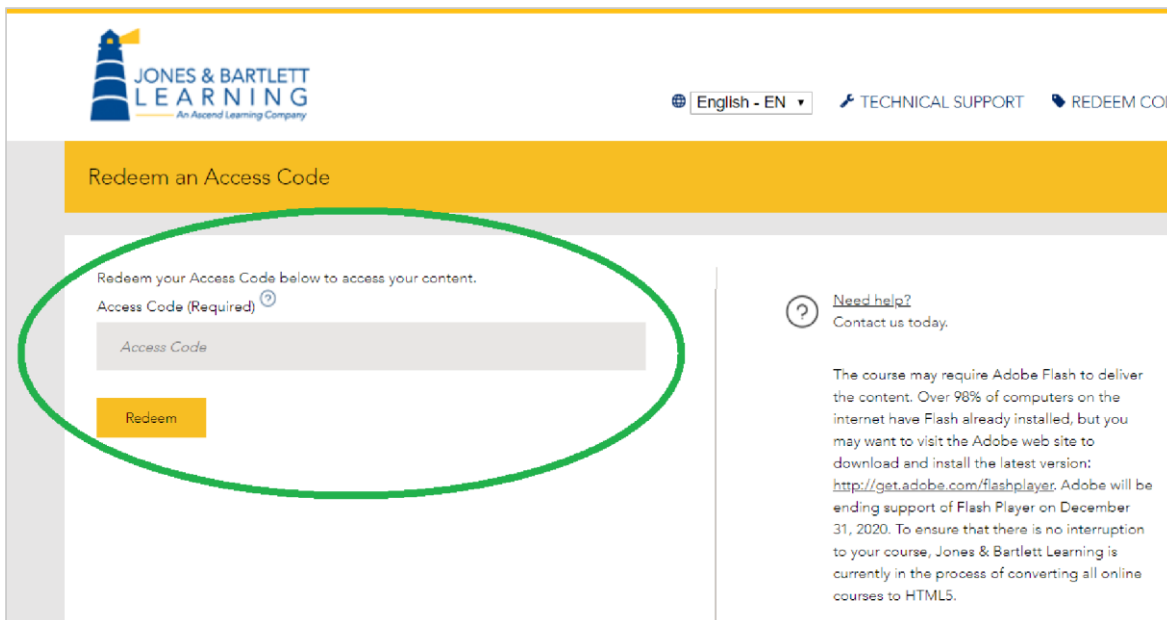 JONES & BARTLETT
LEARNING
An Ascend Learning Company
English - EN
TECHNICAL SUPPORT
REDEEM CO
Redeem an Access Code
Redeem your Access Code below to access your content.
Access Code (Required) ?
Access Code
Redeem
?
Need help?
Contact us today.
The course may require Adobe Flash to deliver
the content. Over 98% of computers on the
internet have Flash already installed, but you
may want to visit the Adobe web site to
download and install the latest version:
http://get.adobe.com/flashplayer. Adobe will be
ending support of Flash Player on December
31, 2020. To ensure that there is no interruption
to your course, Jones & Bartlett Learning is
currently in the process of converting all online
courses to HTML5.